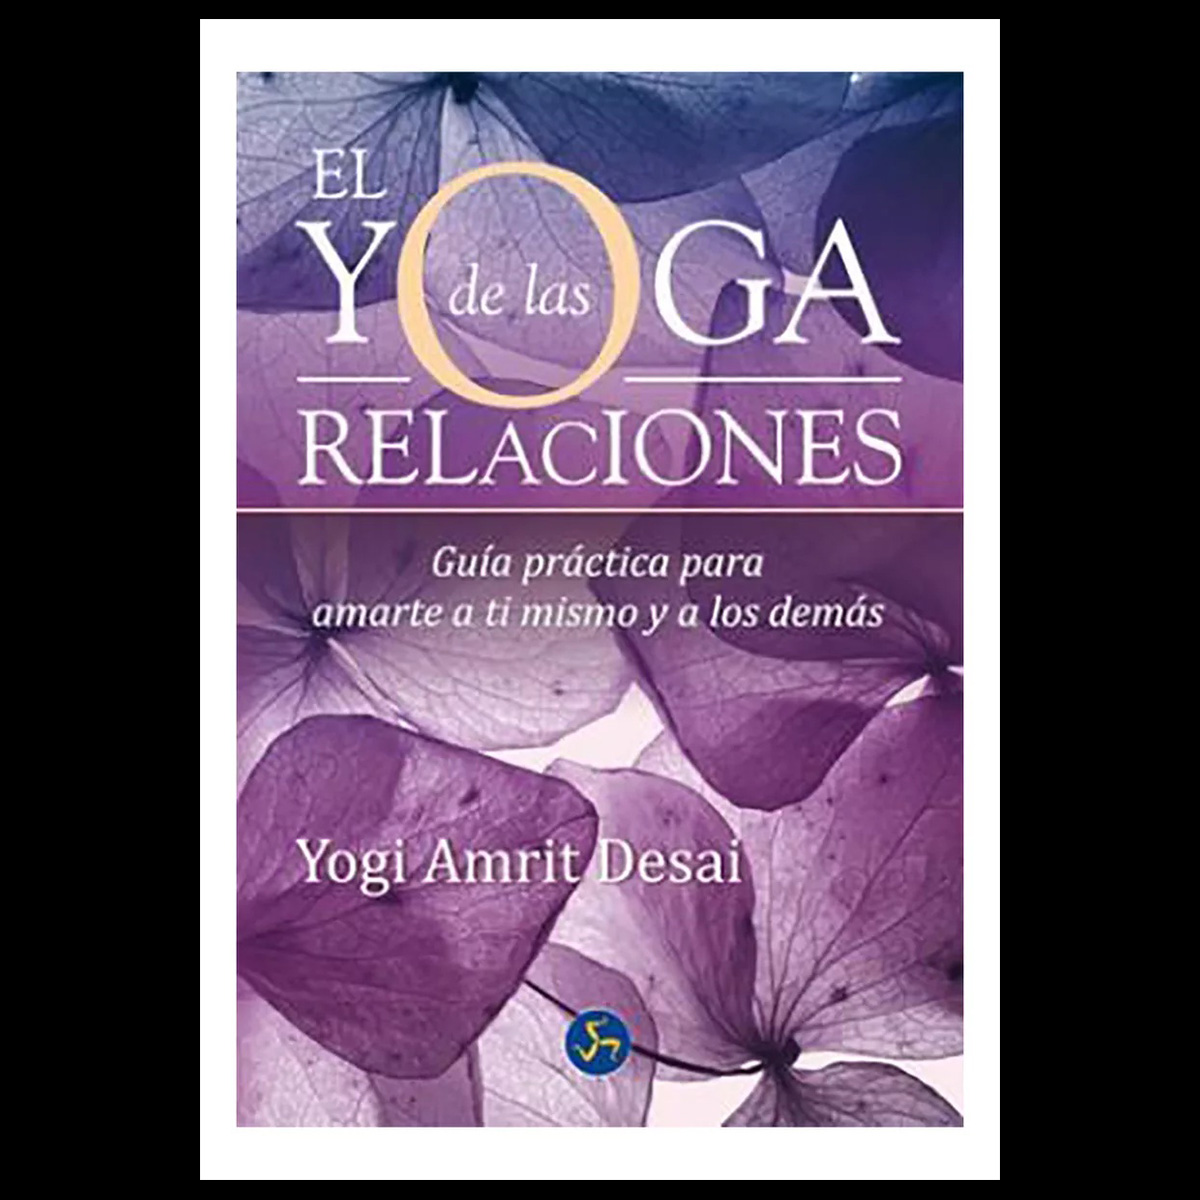 EL
YOGA
de las
RELACIONES
Guía práctica para
amarte a ti mismo y a los demás
Yogi Amrit Desai